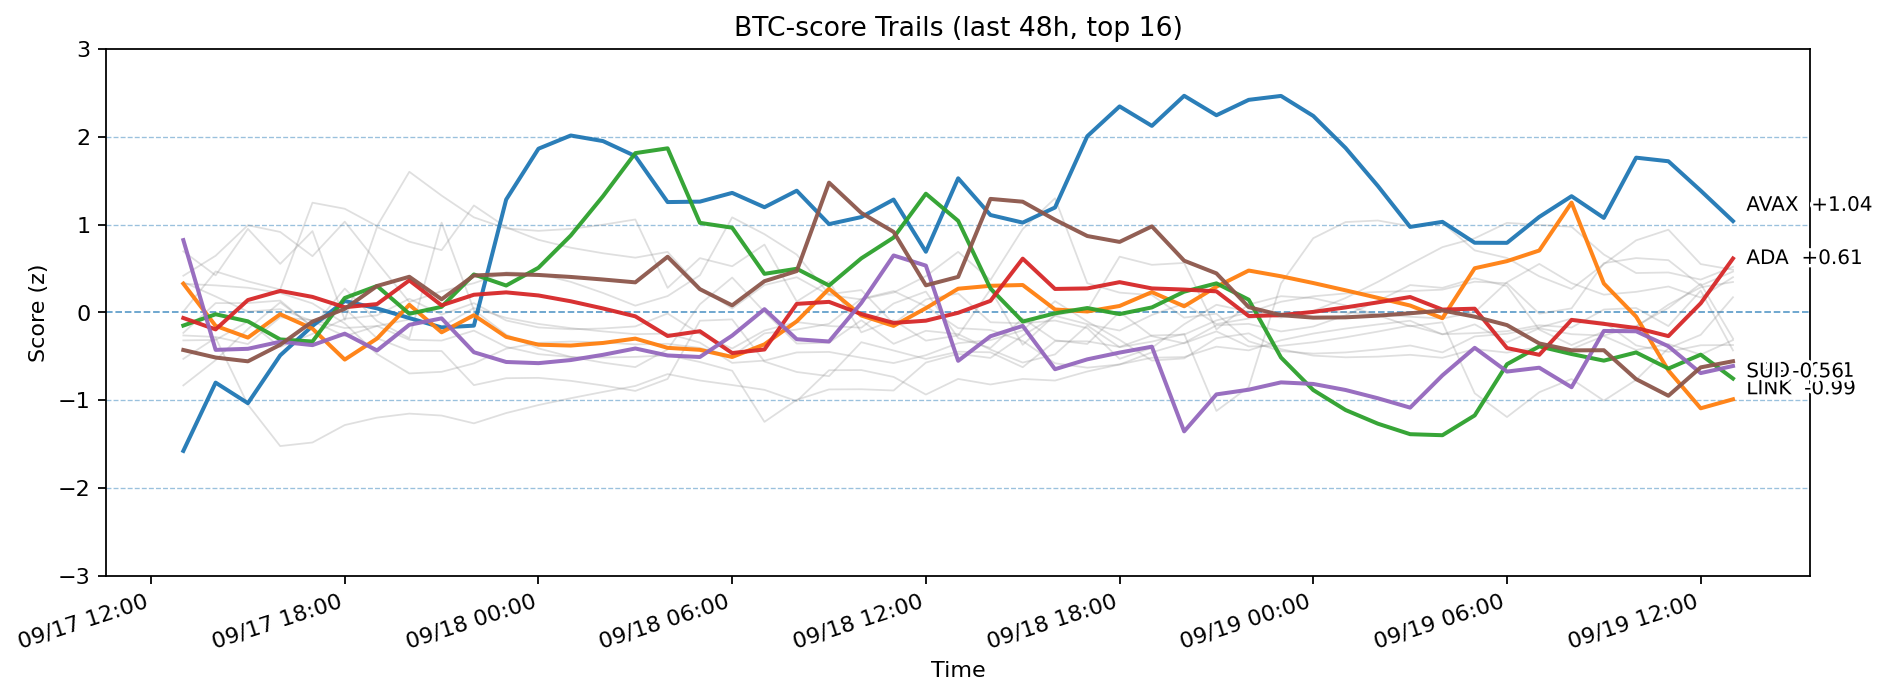 BTC-score Trails (last 48h, top 16)
3
2
1
0
−1
−2
−3
Score (z)
AVAX +1.04
ADA +0.61
LINK -0.99
09/17 12:00
09/17 18:00
09/18 00:00
09/18 06:00
09/18 12:00
09/18 18:00
09/19 00:00
09/19 06:00
09/19 12:00
Time